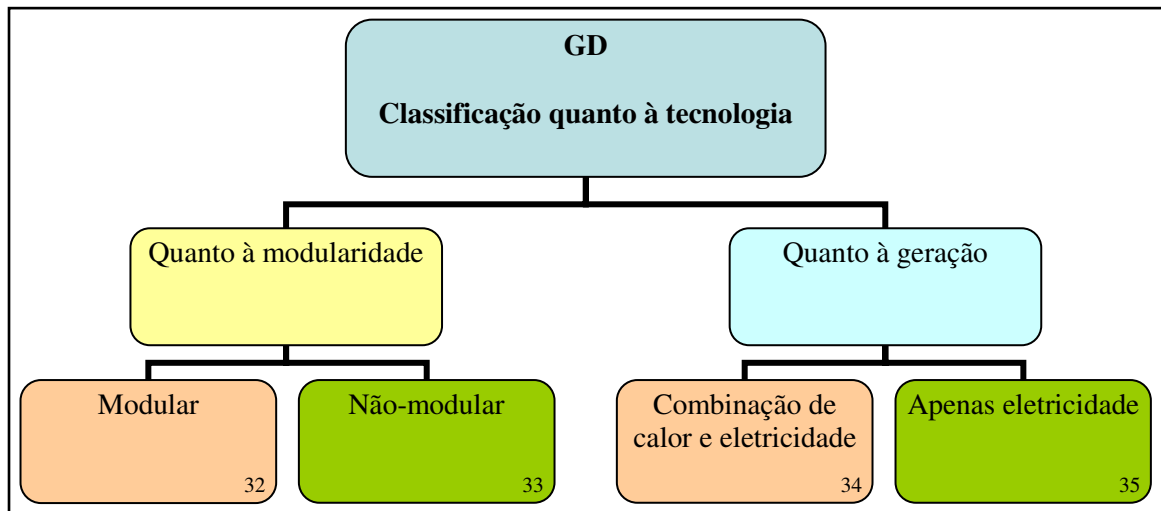 GD
Classificação quanto à tecnologia
Quanto à modularidade
Quanto à geração
Modular
32
Não-modular
33
Combinação de
calor e eletricidade
34
Apenas eletricidade
35